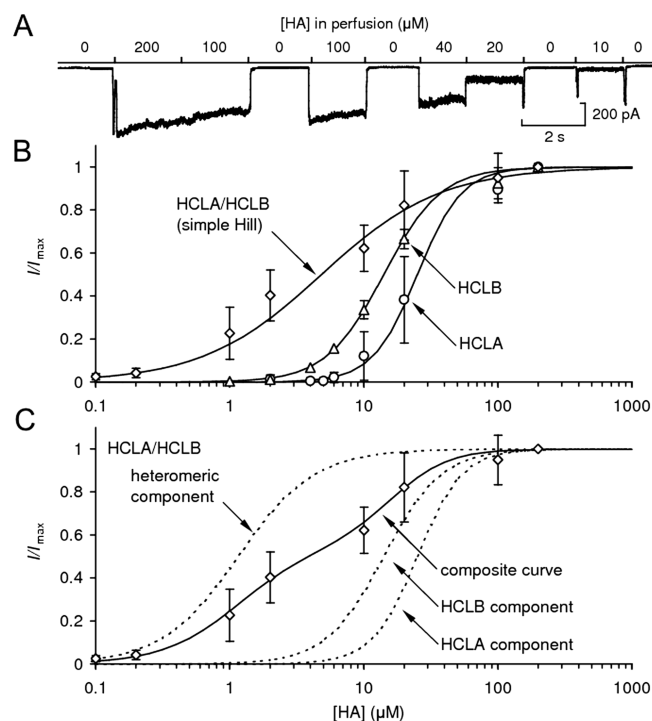 A
[HA] in perfusion (µM)
0 200 100 0 100 0 40 20 0 10 0
200 pA
2 s
B
1
0.8
0.6
0.4
0.2
0
I/Imax
HCLA/HCLB
(simple Hill)
HCLB
HCLA
0.1 1 10 100 1000
C
HCLA/HCLB
heteromeric
component
1
0.8
0.6
0.4
0.2
0
I/Imax
composite curve
HCLB component
HCLA component
0.1 1 10 100 1000
[HA] (µM)